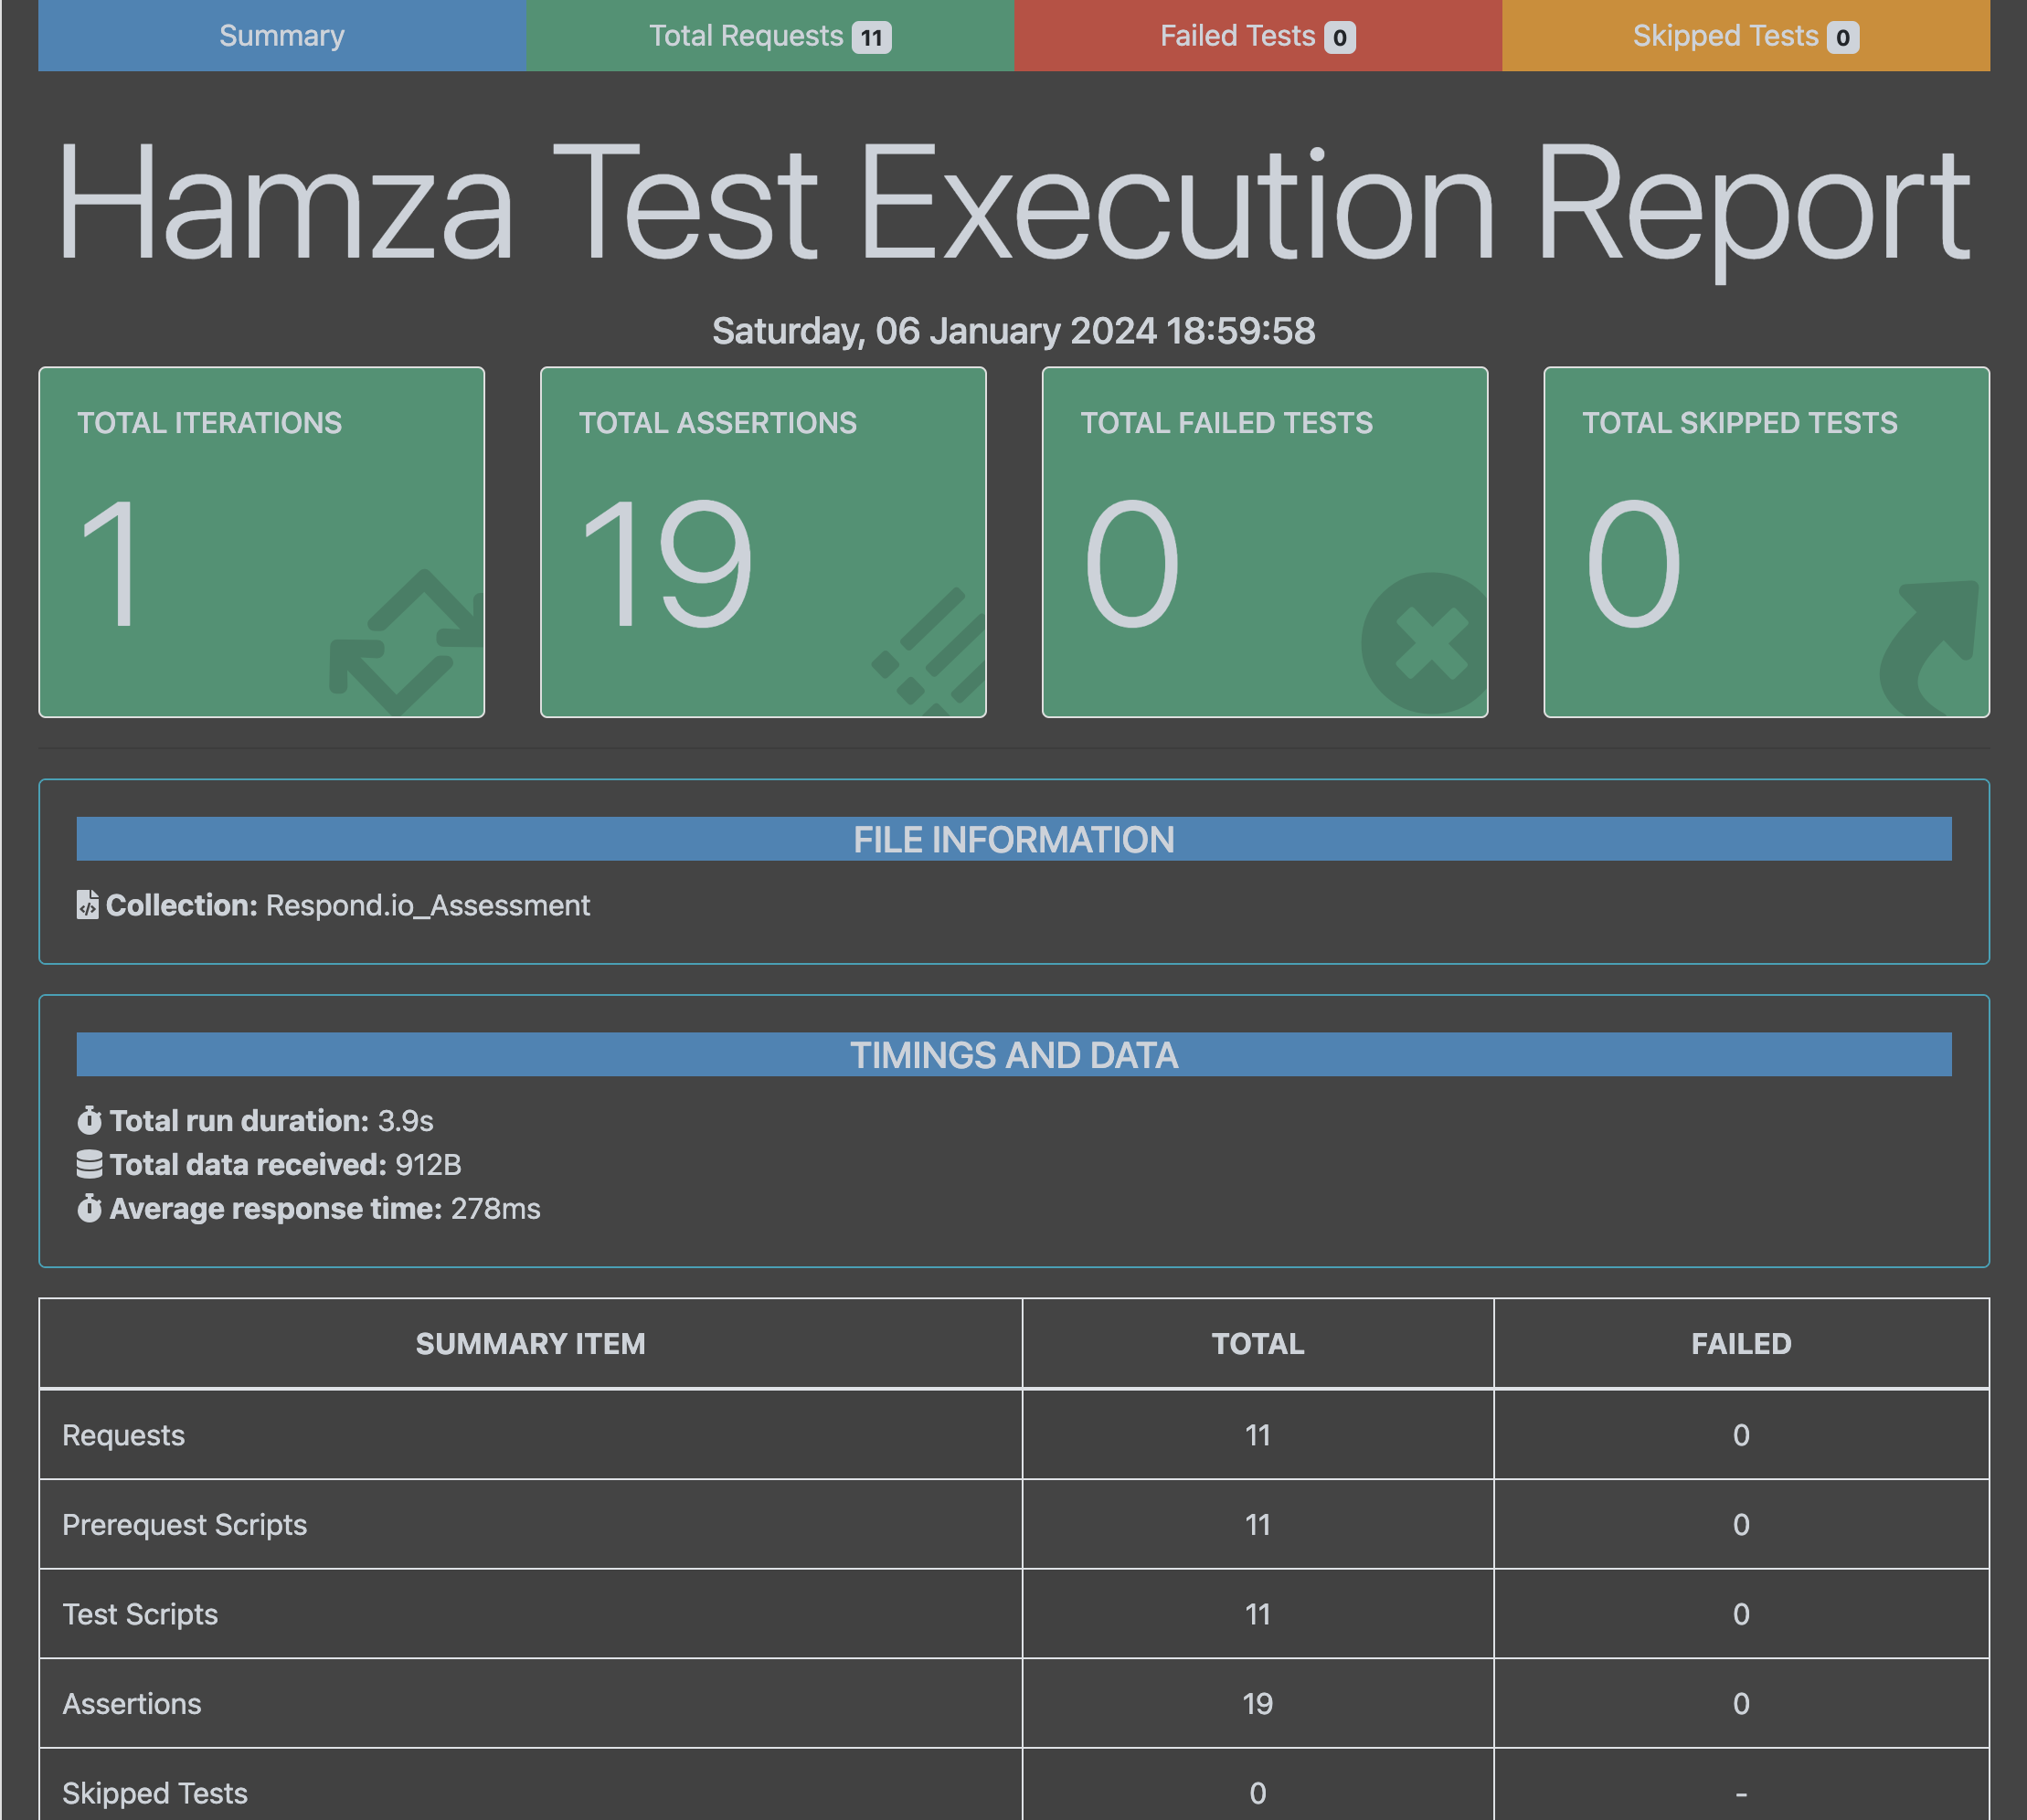 Summary Total Requests 11 Failed Tests 0 Skipped Tests 0
Hamza Test Execution Report
Saturday, 06 January 2024 18:59:58
TOTAL ITERATIONS TOTAL ASSERTIONS TOTAL FAILED TESTS TOTAL SKIPPED TESTS
1 19 0 0
FILE INFORMATION
Collection: Respond.io_Assessment
TIMINGS AND DATA
Total run duration: 3.9s
Total data received: 912B
Average response time: 278ms
SUMMARY ITEM TOTAL FAILED
Requests 11 0
Prerequest Scripts 11 0
Test Scripts 11 0
Assertions 19 0
Skipped Tests 0 -